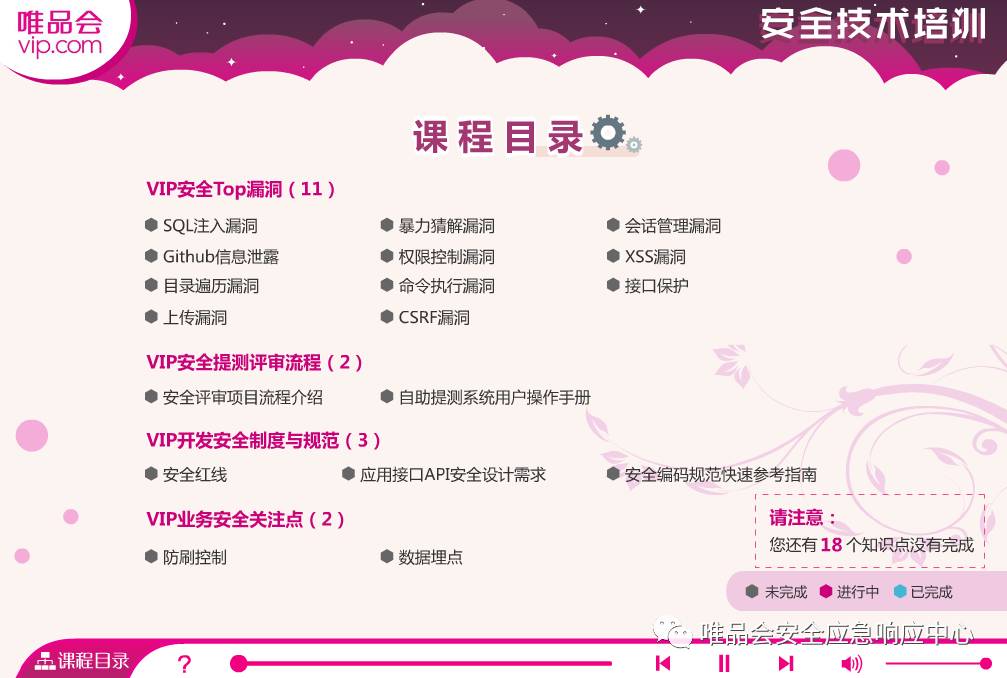 唯品会
vip.com
安全技术培训
课程目录
VIP安全Top漏洞（11）
SQL注入漏洞 暴力猜解漏洞 会话管理漏洞
Github信息泄露 权限控制漏洞 XSS漏洞
目录遍历漏洞 命令执行漏洞 接口保护
上传漏洞 CSRF漏洞
VIP安全提测评审流程（2）
安全评审项目流程介绍 自助提测系统用户操作手册
VIP开发安全制度与规范（3）
安全红线 应用接口API安全设计需求 安全编码规范快速参考指南
VIP业务安全关注点（2）
防刷控制 数据埋点
请注意：
您还有18个知识点没有完成
未完成 进行中 已完成
唯品会安全应急响应中心
课程目录 ?